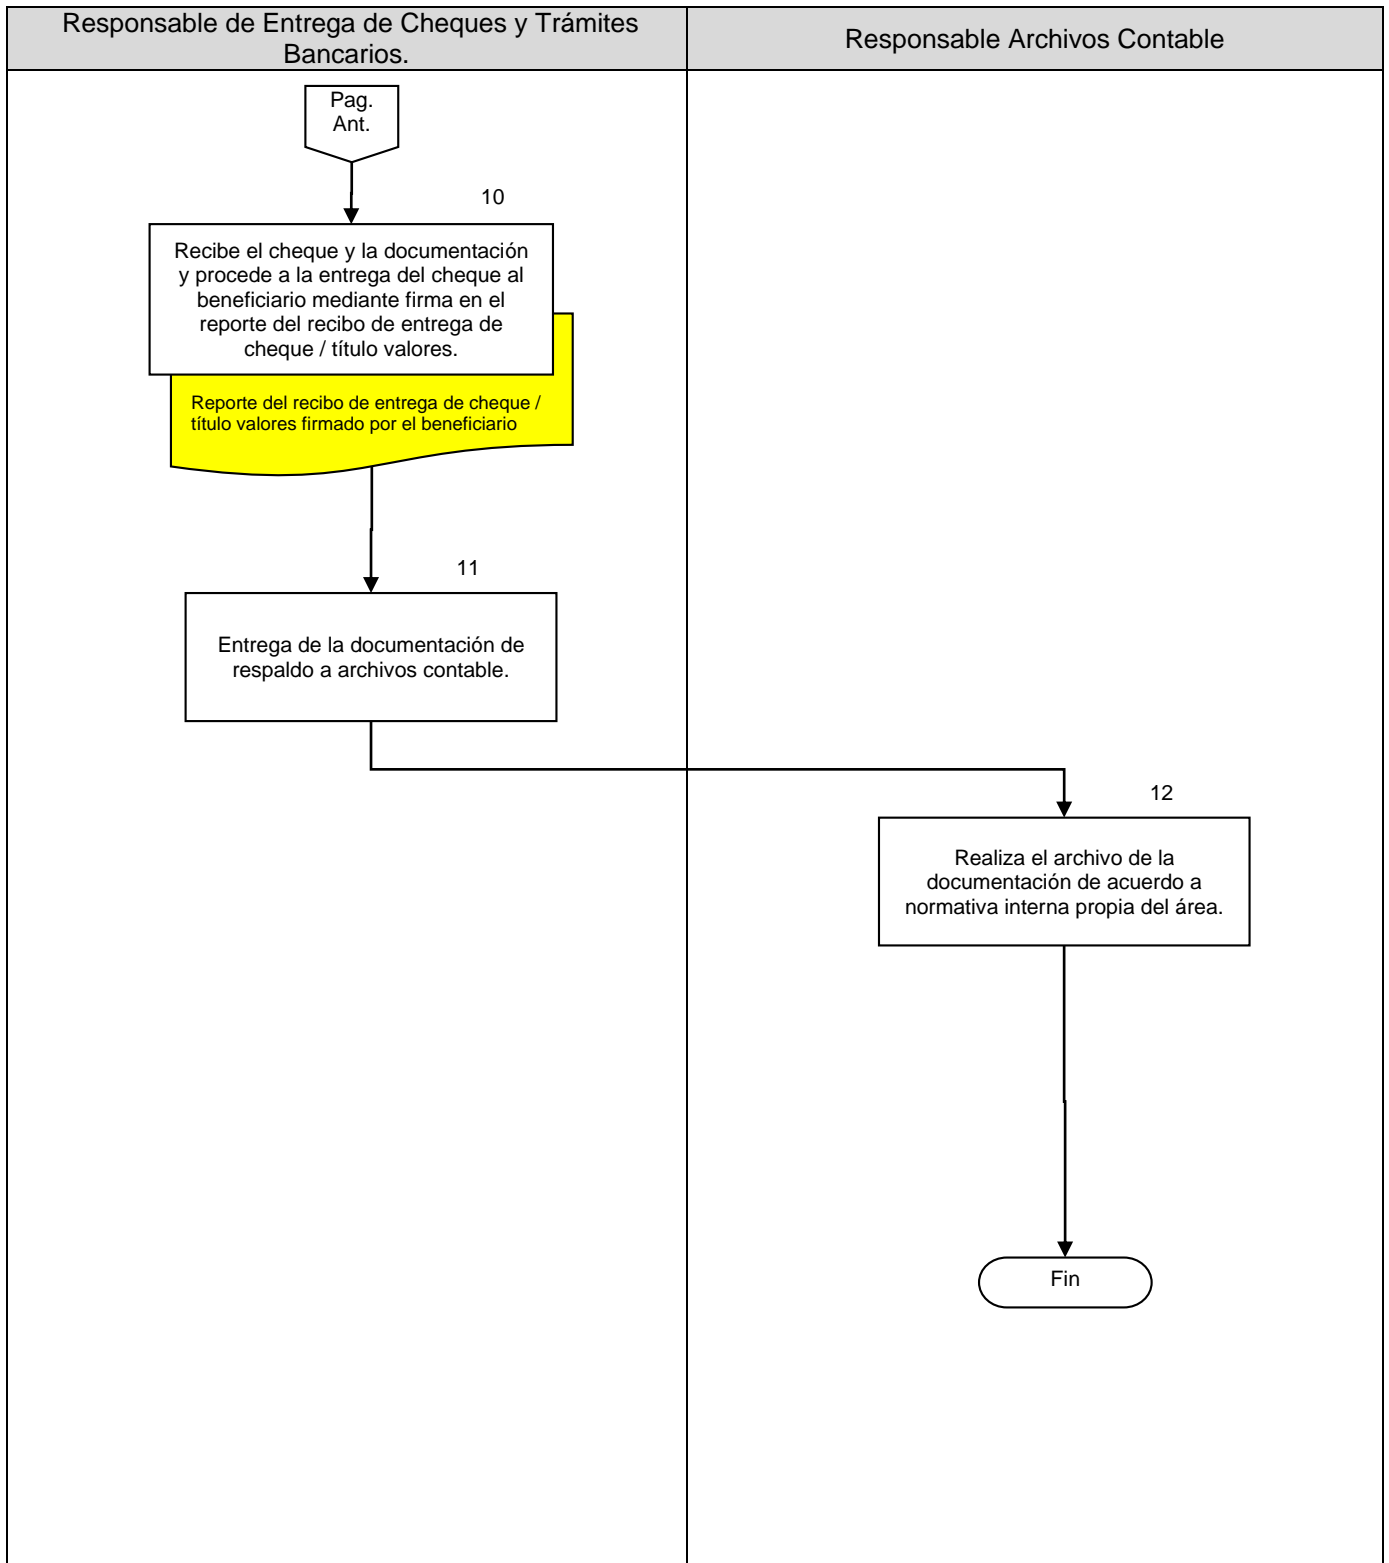 Responsable de Entrega de Cheques y Trámites
Bancarios.
Responsable Archivos Contable
Pag.
Ant.
10
Recibe el cheque y la documentación
y procede a la entrega del cheque al
beneficiario mediante firma en el
reporte del recibo de entrega de
cheque / título valores.
Reporte del recibo de entrega de cheque /
título valores firmado por el beneficiario
11
Entrega de la documentación de
respaldo a archivos contable.
12
Realiza el archivo de la
documentación de acuerdo a
normativa interna propia del área.
Fin